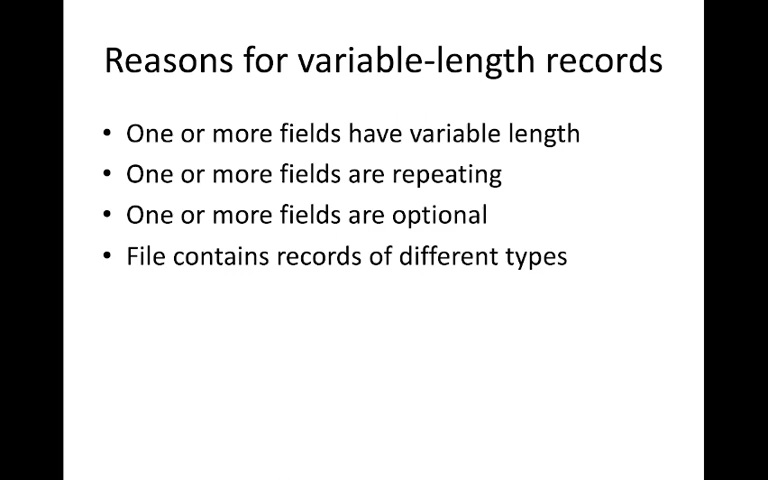 Reasons for variable-length records
• One or more fields have variable length
• One or more fields are repeating
• One or more fields are optional
• File contains records of different types